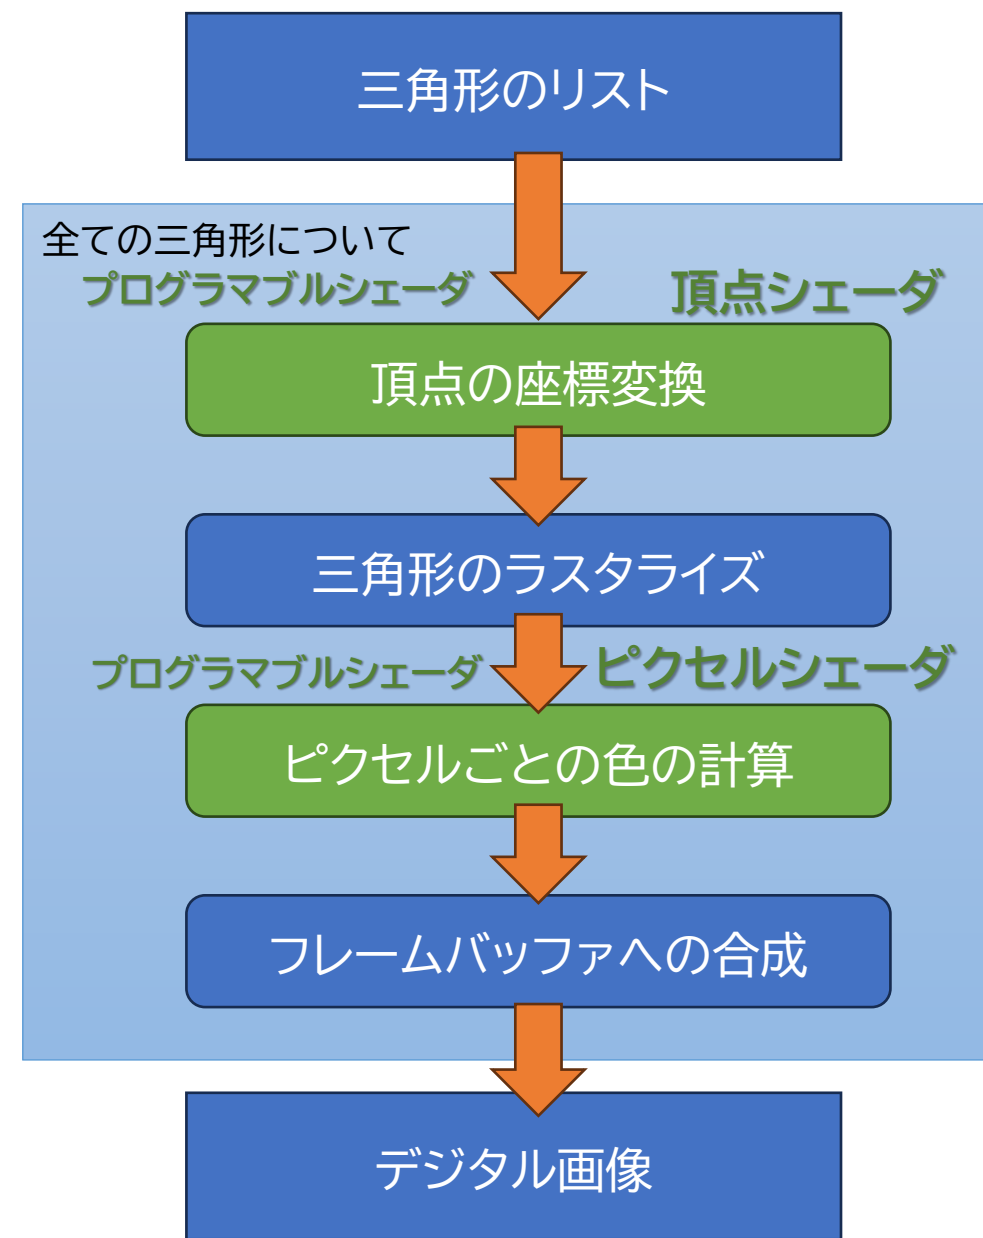 三角形のリスト
全ての三角形について
プログラマブルシェーダ
頂点シェーダ
頂点の座標変換
三角形のラスタライズ
プログラマブルシェーダ
ピクセルシェーダ
ピクセルごとの色の計算
フレームバッファへの合成
デジタル画像